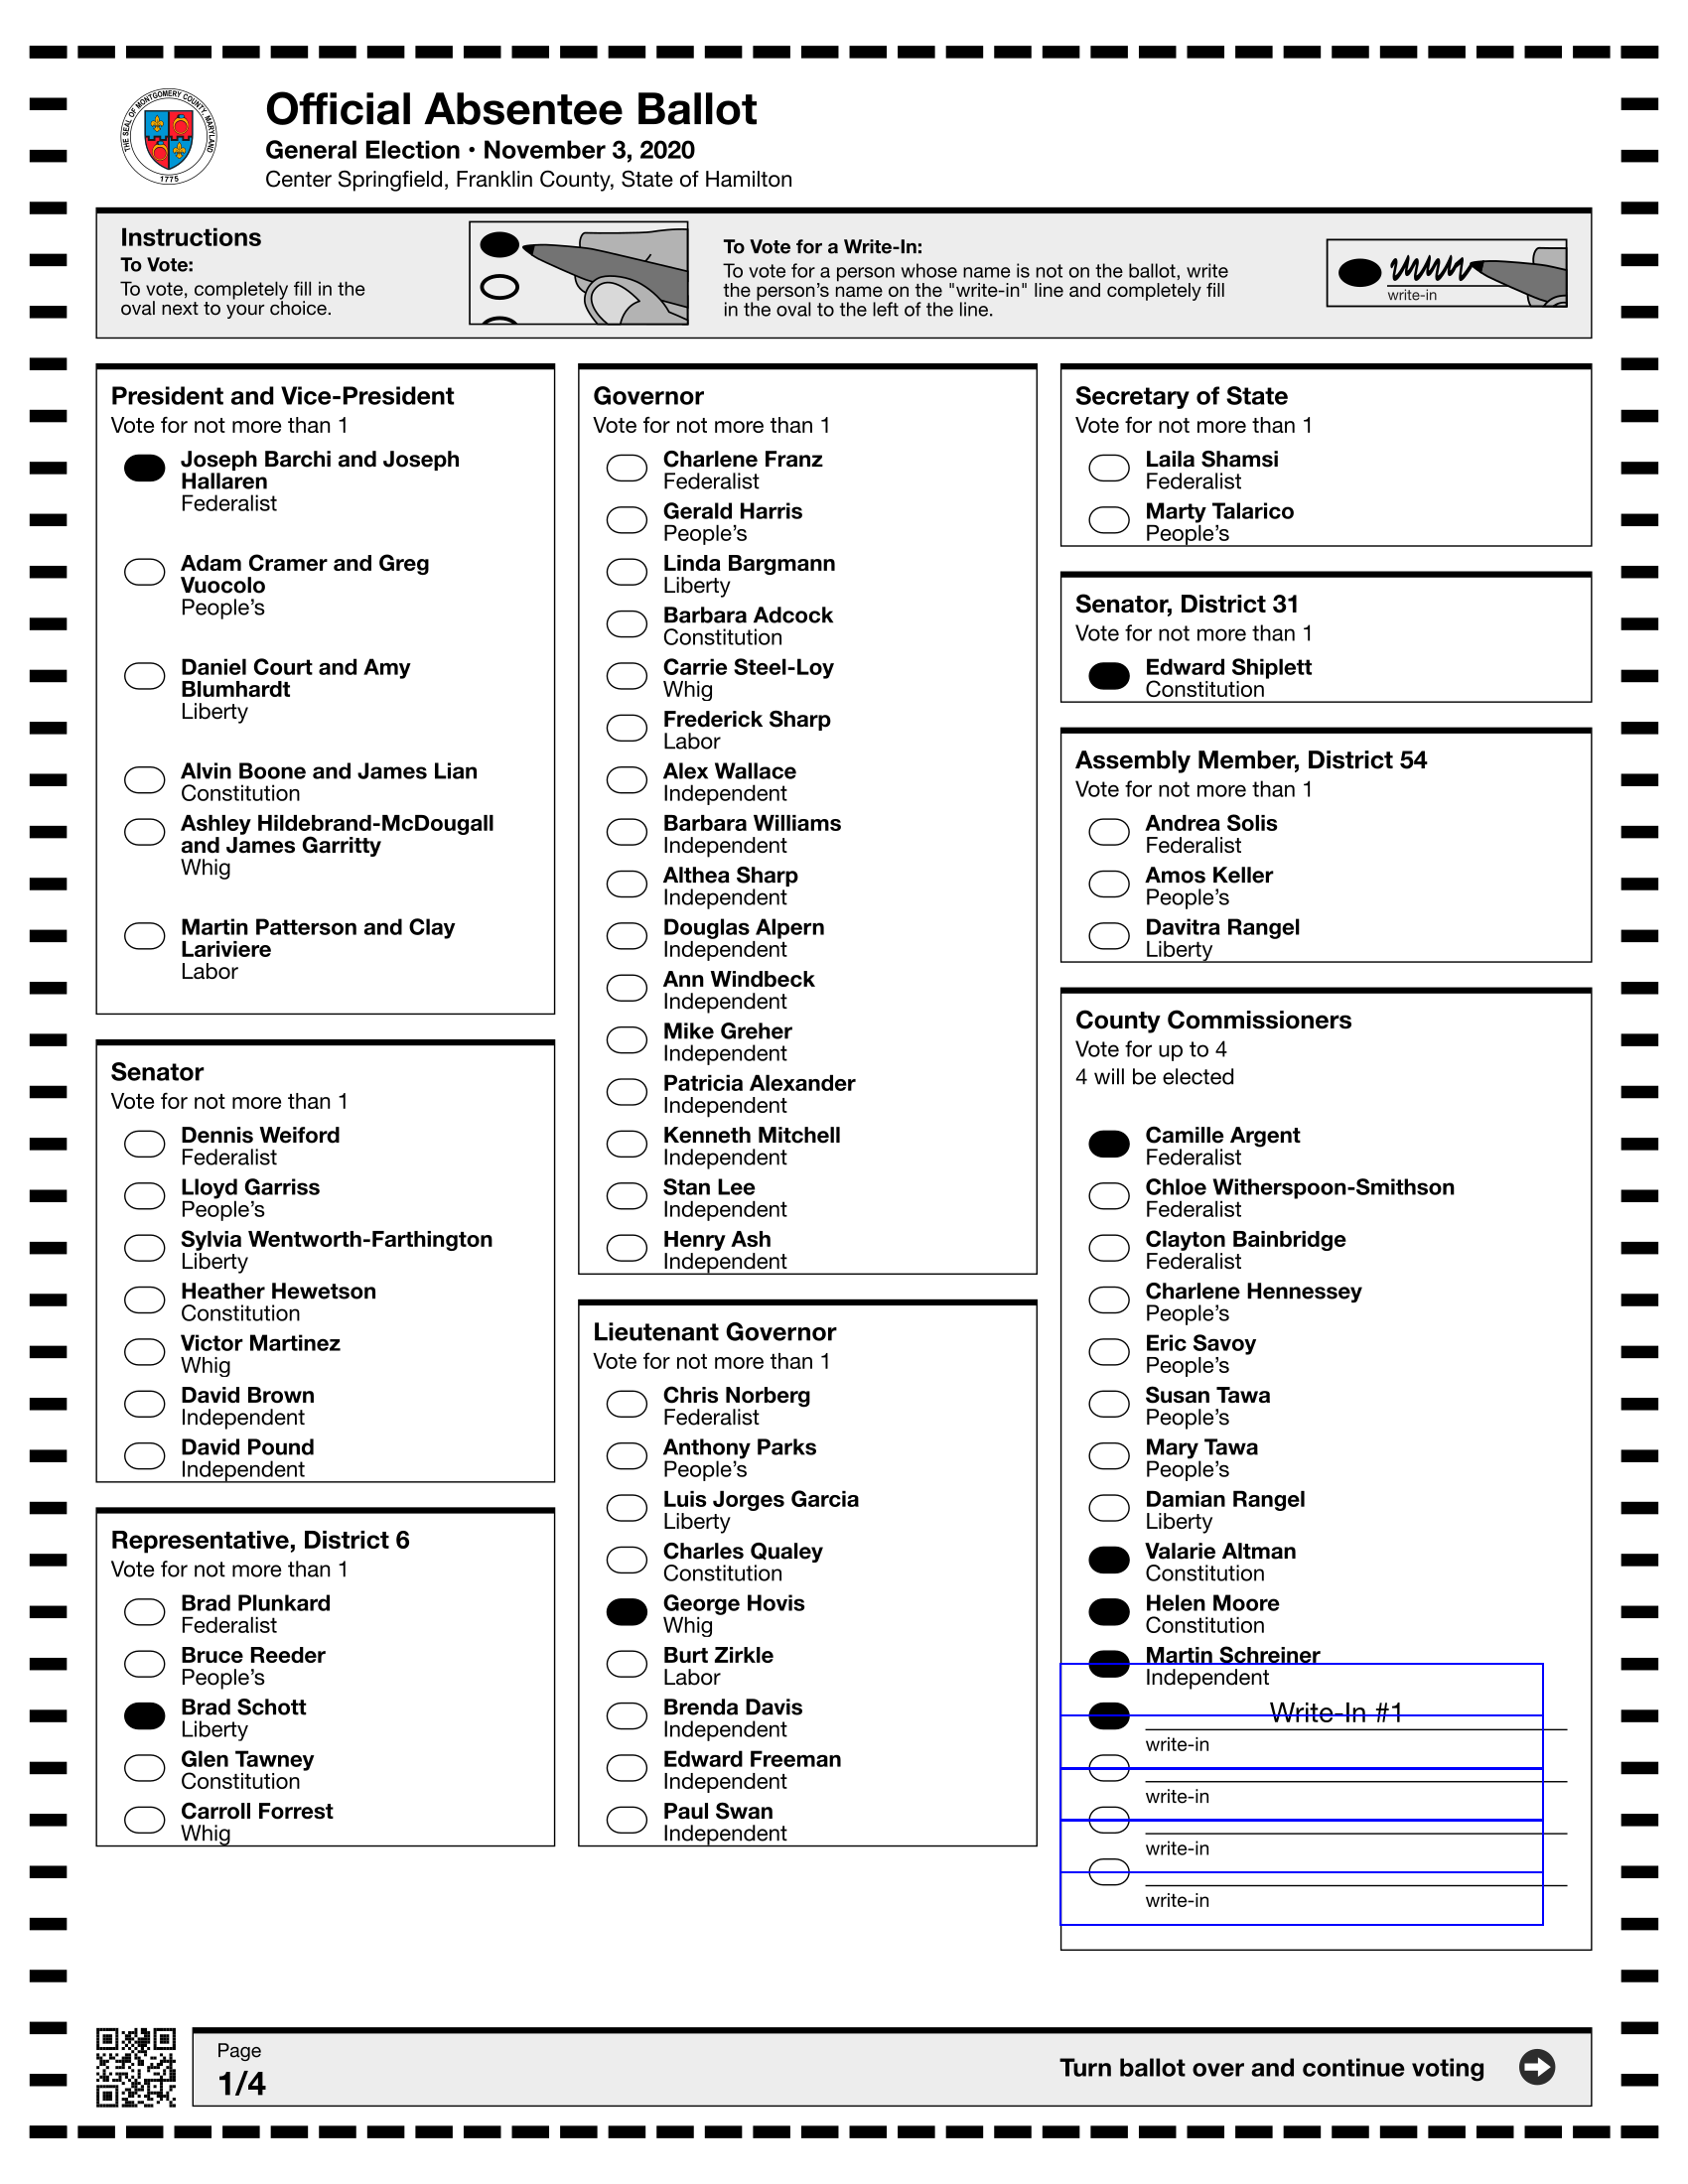 THE SEAL OF MONTGOMERY COUNTY, MARYLAND
1775
Official Absentee Ballot
General Election • November 3, 2020
Center Springfield, Franklin County, State of Hamilton
Instructions
To Vote:
To vote, completely fill in the
oval next to your choice.
To Vote for a Write-In:
To vote for a person whose name is not on the ballot, write
the person’s name on the "write-in" line and completely fill
in the oval to the left of the line.
write-in
President and Vice-President
Vote for not more than 1
Joseph Barchi and Joseph
Hallaren
Federalist
Adam Cramer and Greg
Vuocolo
People’s
Daniel Court and Amy
Blumhardt
Liberty
Alvin Boone and James Lian
Constitution
Ashley Hildebrand-McDougall
and James Garritty
Whig
Martin Patterson and Clay
Lariviere
Labor
Senator
Vote for not more than 1
Dennis Weiford
Federalist
Lloyd Garriss
People’s
Sylvia Wentworth-Farthington
Liberty
Heather Hewetson
Constitution
Victor Martinez
Whig
David Brown
Independent
David Pound
Independent
Representative, District 6
Vote for not more than 1
Brad Plunkard
Federalist
Bruce Reeder
People’s
Brad Schott
Liberty
Glen Tawney
Constitution
Carroll Forrest
Whig
Governor
Vote for not more than 1
Charlene Franz
Federalist
Gerald Harris
People’s
Linda Bargmann
Liberty
Barbara Adcock
Constitution
Carrie Steel-Loy
Whig
Frederick Sharp
Labor
Alex Wallace
Independent
Barbara Williams
Independent
Althea Sharp
Independent
Douglas Alpern
Independent
Ann Windbeck
Independent
Mike Greher
Independent
Patricia Alexander
Independent
Kenneth Mitchell
Independent
Stan Lee
Independent
Henry Ash
Independent
Lieutenant Governor
Vote for not more than 1
Chris Norberg
Federalist
Anthony Parks
People’s
Luis Jorges Garcia
Liberty
Charles Qualey
Constitution
George Hovis
Whig
Burt Zirkle
Labor
Brenda Davis
Independent
Edward Freeman
Independent
Paul Swan
Independent
Secretary of State
Vote for not more than 1
Laila Shamsi
Federalist
Marty Talarico
People’s
Senator, District 31
Vote for not more than 1
Edward Shiplett
Constitution
Assembly Member, District 54
Vote for not more than 1
Andrea Solis
Federalist
Amos Keller
People’s
Davitra Rangel
Liberty
County Commissioners
Vote for up to 4
4 will be elected
Camille Argent
Federalist
Chloe Witherspoon-Smithson
Federalist
Clayton Bainbridge
Federalist
Charlene Hennessey
People’s
Eric Savoy
People’s
Susan Tawa
People’s
Mary Tawa
People’s
Damian Rangel
Liberty
Valarie Altman
Constitution
Helen Moore
Constitution
Martin Schreiner
Independent
Write-In #1
write-in
write-in
write-in
write-in
Page
1/4
Turn ballot over and continue voting